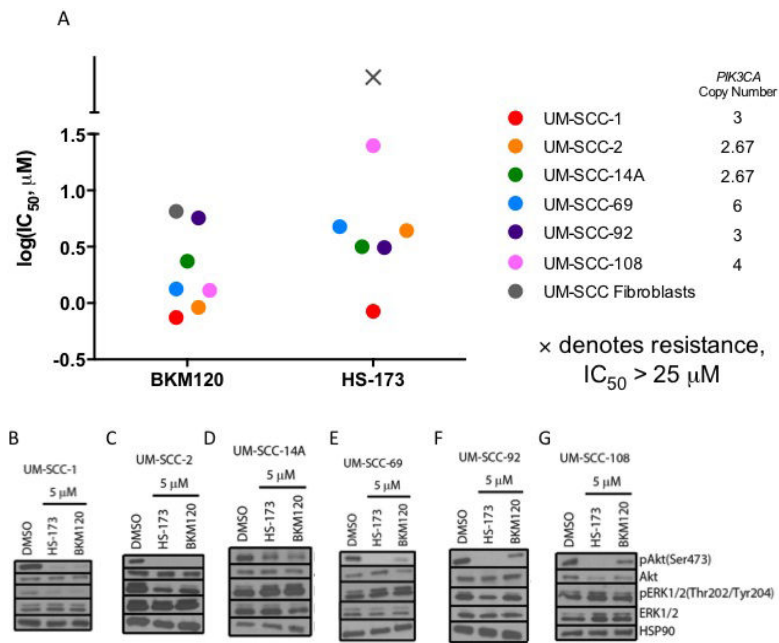 A
log(IC50, μM)
1.5
1.0
0.5
0.0
-0.5
BKM120
HS-173
PIK3CA
Copy Number
UM-SCC-1 3
UM-SCC-2 2.67
UM-SCC-14A 2.67
UM-SCC-69 6
UM-SCC-92 3
UM-SCC-108 4
UM-SCC Fibroblasts
× denotes resistance,
IC50 > 25 μM
B
UM-SCC-1
5 μM
DMSO
HS-173
BKM120
C
UM-SCC-2
5 μM
DMSO
HS-173
BKM120
D
UM-SCC-14A
5 μM
DMSO
HS-173
BKM120
E
UM-SCC-69
5 μM
DMSO
HS-173
BKM120
F
UM-SCC-92
5 μM
DMSO
HS-173
BKM120
G
UM-SCC-108
5 μM
DMSO
HS-173
BKM120
pAkt(Ser473)
Akt
pERK1/2(Thr202/Tyr204)
ERK1/2
HSP90